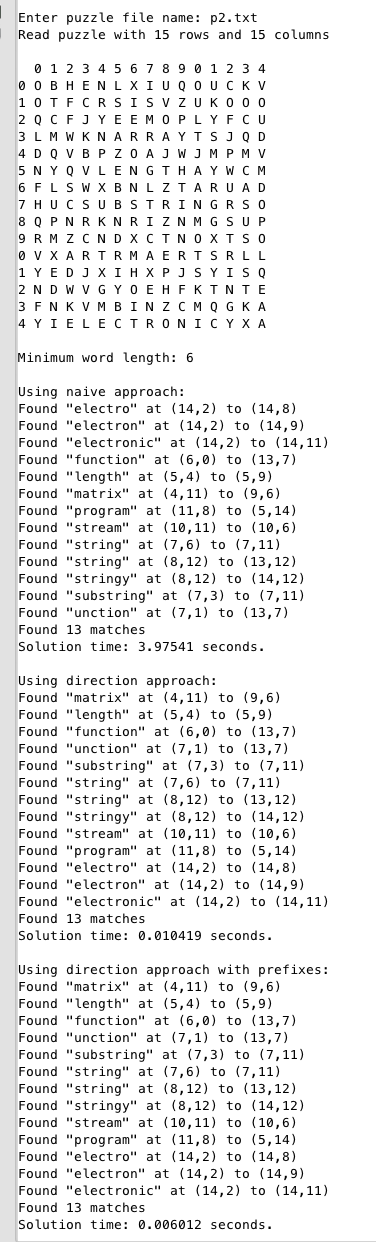 Enter puzzle file name: p2.txt
Read puzzle with 15 rows and 15 columns
0 1 2 3 4 5 6 7 8 9 0 1 2 3 4
0 O B H E N L X I U Q O U C K V
1 O T F C R S I S V Z U K O O O
2 Q C F J Y E E M O P L Y F C U
3 L M W K N A R R A Y T S J Q D
4 D Q V B P Z O A J W J M P M V
5 N Y Q V L E N G T H A Y W C M
6 F L S W X B N L Z T A R U A D
7 H U C S U B S T R I N G R S O
8 Q P N R K N R I Z N M G S U P
9 R M Z C N D X C T N O X T S O
0 V X A R T R M A E R T S R L L
1 Y E D J X I H X P J S Y I S Q
2 N D W V G Y O E H F K T N T E
3 F N K V M B I N Z C M Q G K A
4 Y I E L E C T R O N I C Y X A
Minimum word length: 6
Using naive approach:
Found "electro" at (14,2) to (14,8)
Found "electron" at (14,2) to (14,9)
Found "electronic" at (14,2) to (14,11)
Found "function" at (6,0) to (13,7)
Found "length" at (5,4) to (5,9)
Found "matrix" at (4,11) to (9,6)
Found "program" at (11,8) to (5,14)
Found "stream" at (10,11) to (10,6)
Found "string" at (7,6) to (7,11)
Found "string" at (8,12) to (13,12)
Found "stringy" at (8,12) to (14,12)
Found "substring" at (7,3) to (7,11)
Found "unction" at (7,1) to (13,7)
Found 13 matches
Solution time: 3.97541 seconds.
Using direction approach:
Found "matrix" at (4,11) to (9,6)
Found "length" at (5,4) to (5,9)
Found "function" at (6,0) to (13,7)
Found "unction" at (7,1) to (13,7)
Found "substring" at (7,3) to (7,11)
Found "string" at (7,6) to (7,11)
Found "string" at (8,12) to (13,12)
Found "stringy" at (8,12) to (14,12)
Found "stream" at (10,11) to (10,6)
Found "program" at (11,8) to (5,14)
Found "electro" at (14,2) to (14,8)
Found "electron" at (14,2) to (14,9)
Found "electronic" at (14,2) to (14,11)
Found 13 matches
Solution time: 0.010419 seconds.
Using direction approach with prefixes:
Found "matrix" at (4,11) to (9,6)
Found "length" at (5,4) to (5,9)
Found "function" at (6,0) to (13,7)
Found "unction" at (7,1) to (13,7)
Found "substring" at (7,3) to (7,11)
Found "string" at (7,6) to (7,11)
Found "string" at (8,12) to (13,12)
Found "stringy" at (8,12) to (14,12)
Found "stream" at (10,11) to (10,6)
Found "program" at (11,8) to (5,14)
Found "electro" at (14,2) to (14,8)
Found "electron" at (14,2) to (14,9)
Found "electronic" at (14,2) to (14,11)
Found 13 matches
Solution time: 0.006012 seconds.